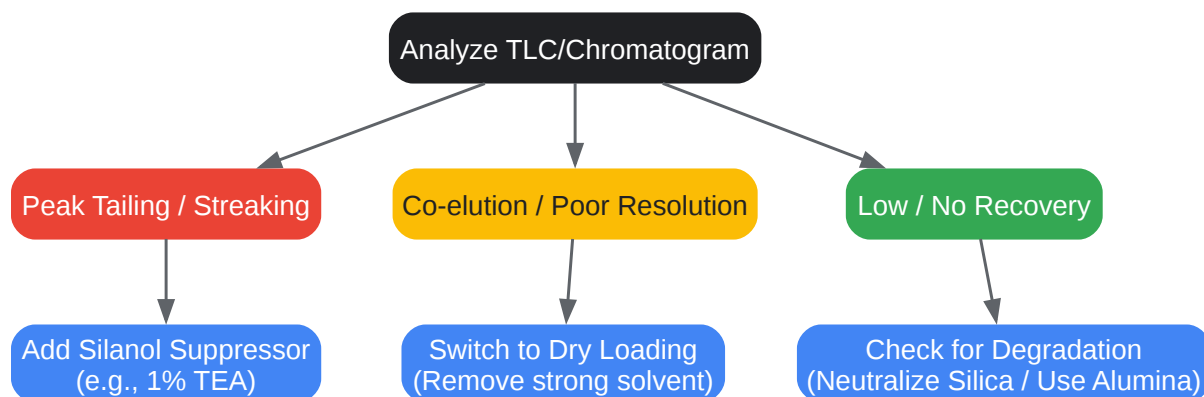 Analyze TLC/Chromatogram
Peak Tailing / Streaking
Co-elution / Poor Resolution
Low / No Recovery
Add Silanol Suppressor
(e.g., 1% TEA)
Switch to Dry Loading
(Remove strong solvent)
Check for Degradation
(Neutralize Silica / Use Alumina)